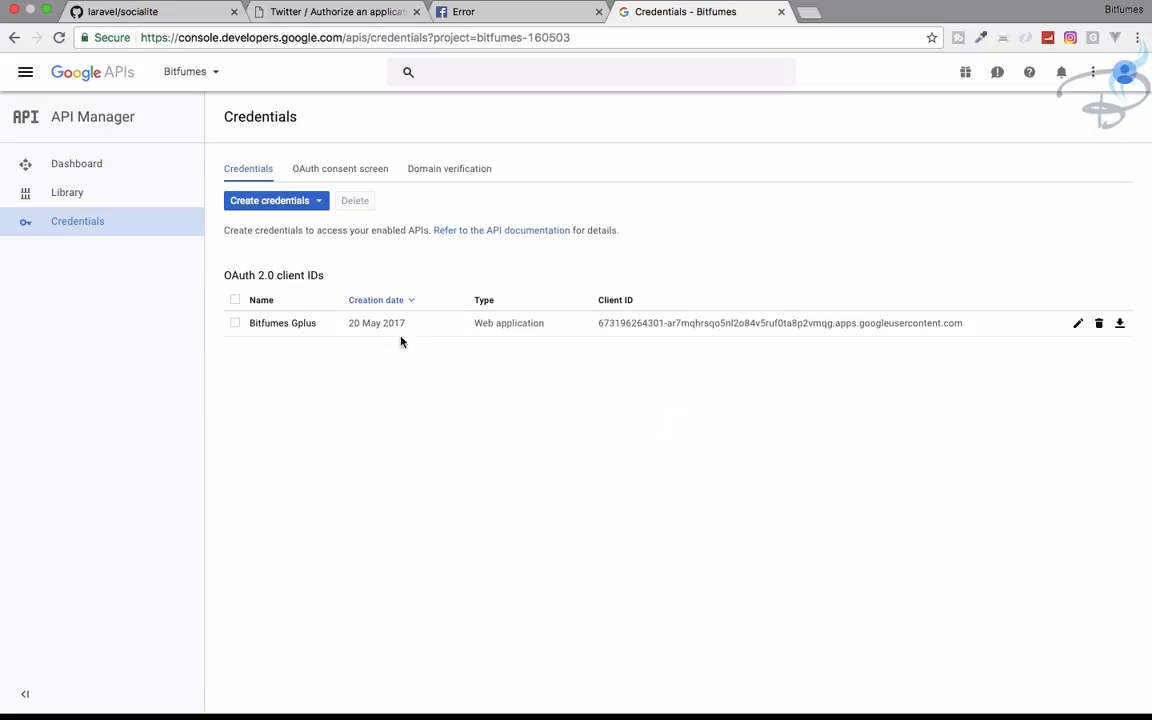 laravel/socialite
Twitter / Authorize an applicat
Error
Credentials - Bitfumes
Bitfumes
Secure https://console.developers.google.com/apis/credentials?project=bitfumes-160503
Google APIs
Bitfumes
API API Manager
Credentials
Dashboard
Library
Credentials
Credentials OAuth consent screen Domain verification
Create credentials Delete
Create credentials to access your enabled APIs. Refer to the API documentation for details.
OAuth 2.0 client IDs
Name Creation date Type Client ID
Bitfumes Gplus 20 May 2017 Web application 673196264301-ar7mqhrsqo5nl2o84v5ruf0ta8p2vmqg.apps.googleusercontent.com